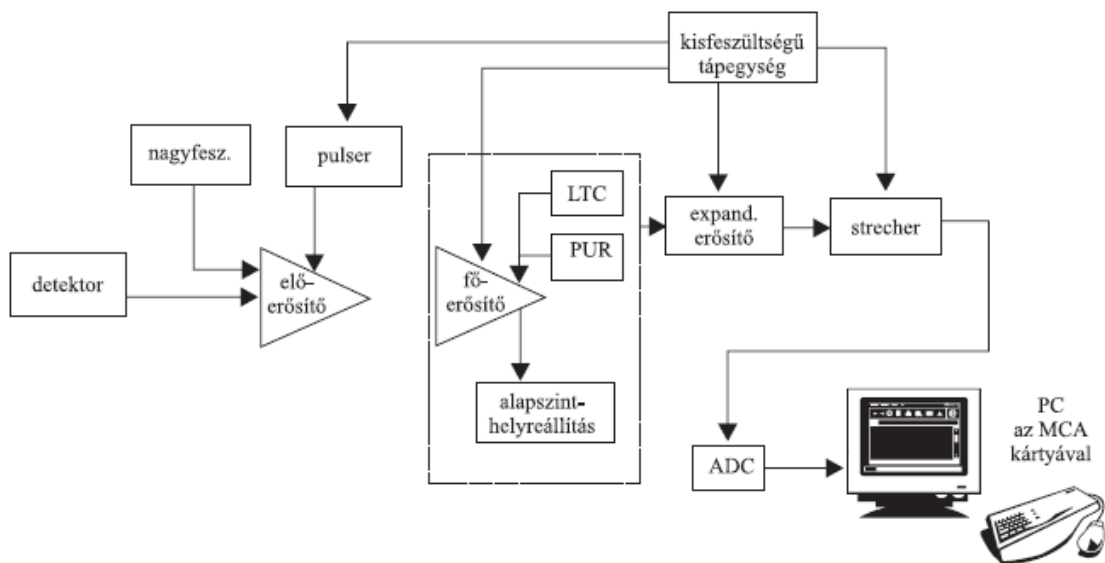 kisfeszültségű
tápegység
nagyfesz.
pulser
LTC
PUR
expand.
erősítő
strecher
detektor
elő-
erősítő
fő-
erősítő
alapszint-
helyreállítás
ADC
PC
az MCA
kártyával